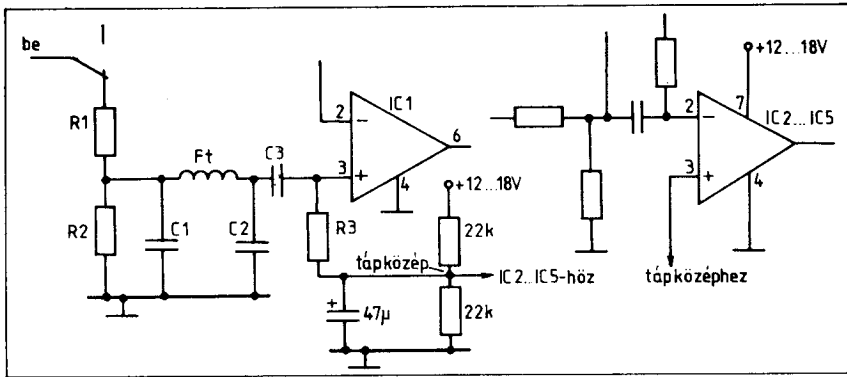 be
R1
R2
C1
Ft
C2
C3
R3
2
-
3
+
IC1
6
4
+12...18V
22k
tápközép
IC2...IC5-höz
22k
+
47µ
+12...18V
2
-
7
IC2...IC5
3
+
4
tápközéphez